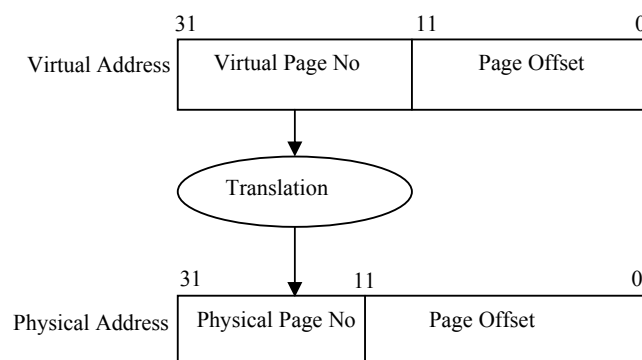 31 11 0
Virtual Address Virtual Page No Page Offset
Translation
31 11 0
Physical Address Physical Page No Page Offset